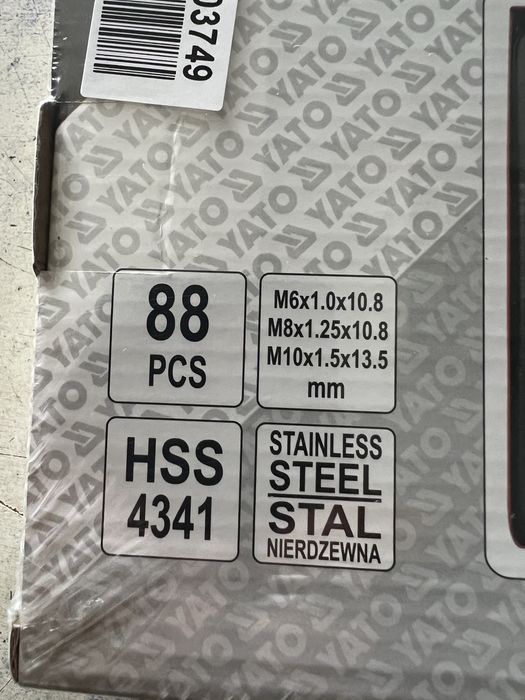 03749
88
PCS
M6x1.0x10.8
M8x1.25x10.8
M10x1.5x13.5
mm
HSS
4341
STAINLESS
STEEL
STAL
NIERDZEWNA
YATO